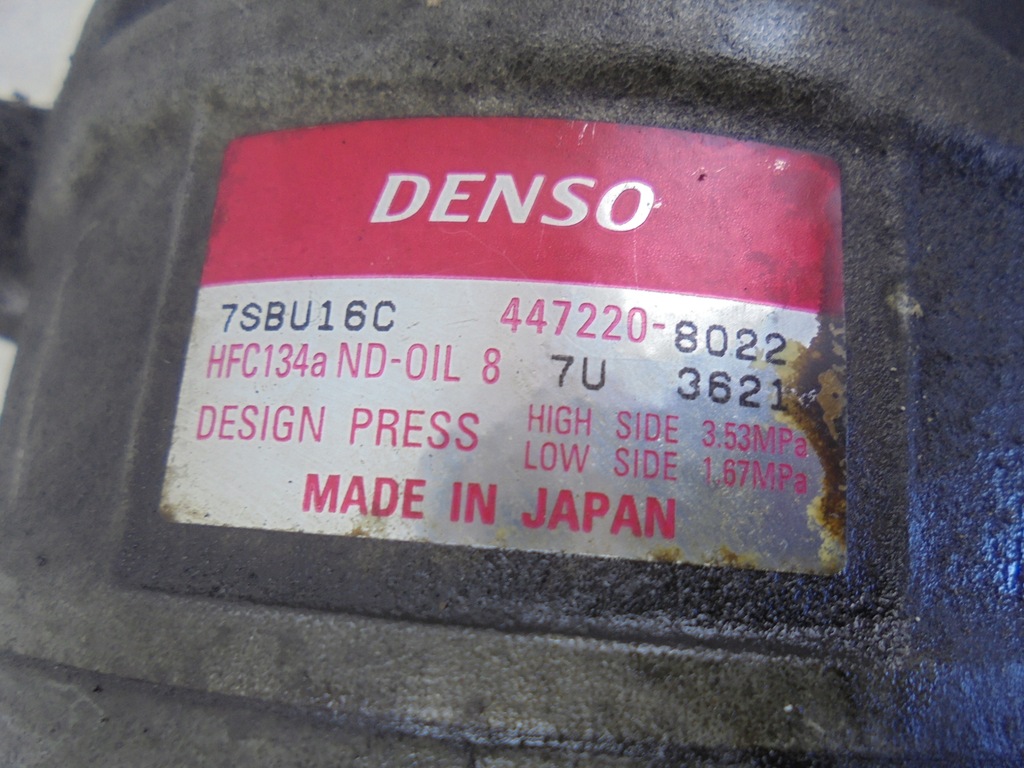 DENSO
7SBU16C 447220-8022
HFC134a ND-OIL 8 7U 3621
DESIGN PRESS HIGH SIDE 3.53MPa
LOW SIDE 1.67MPa
MADE IN JAPAN